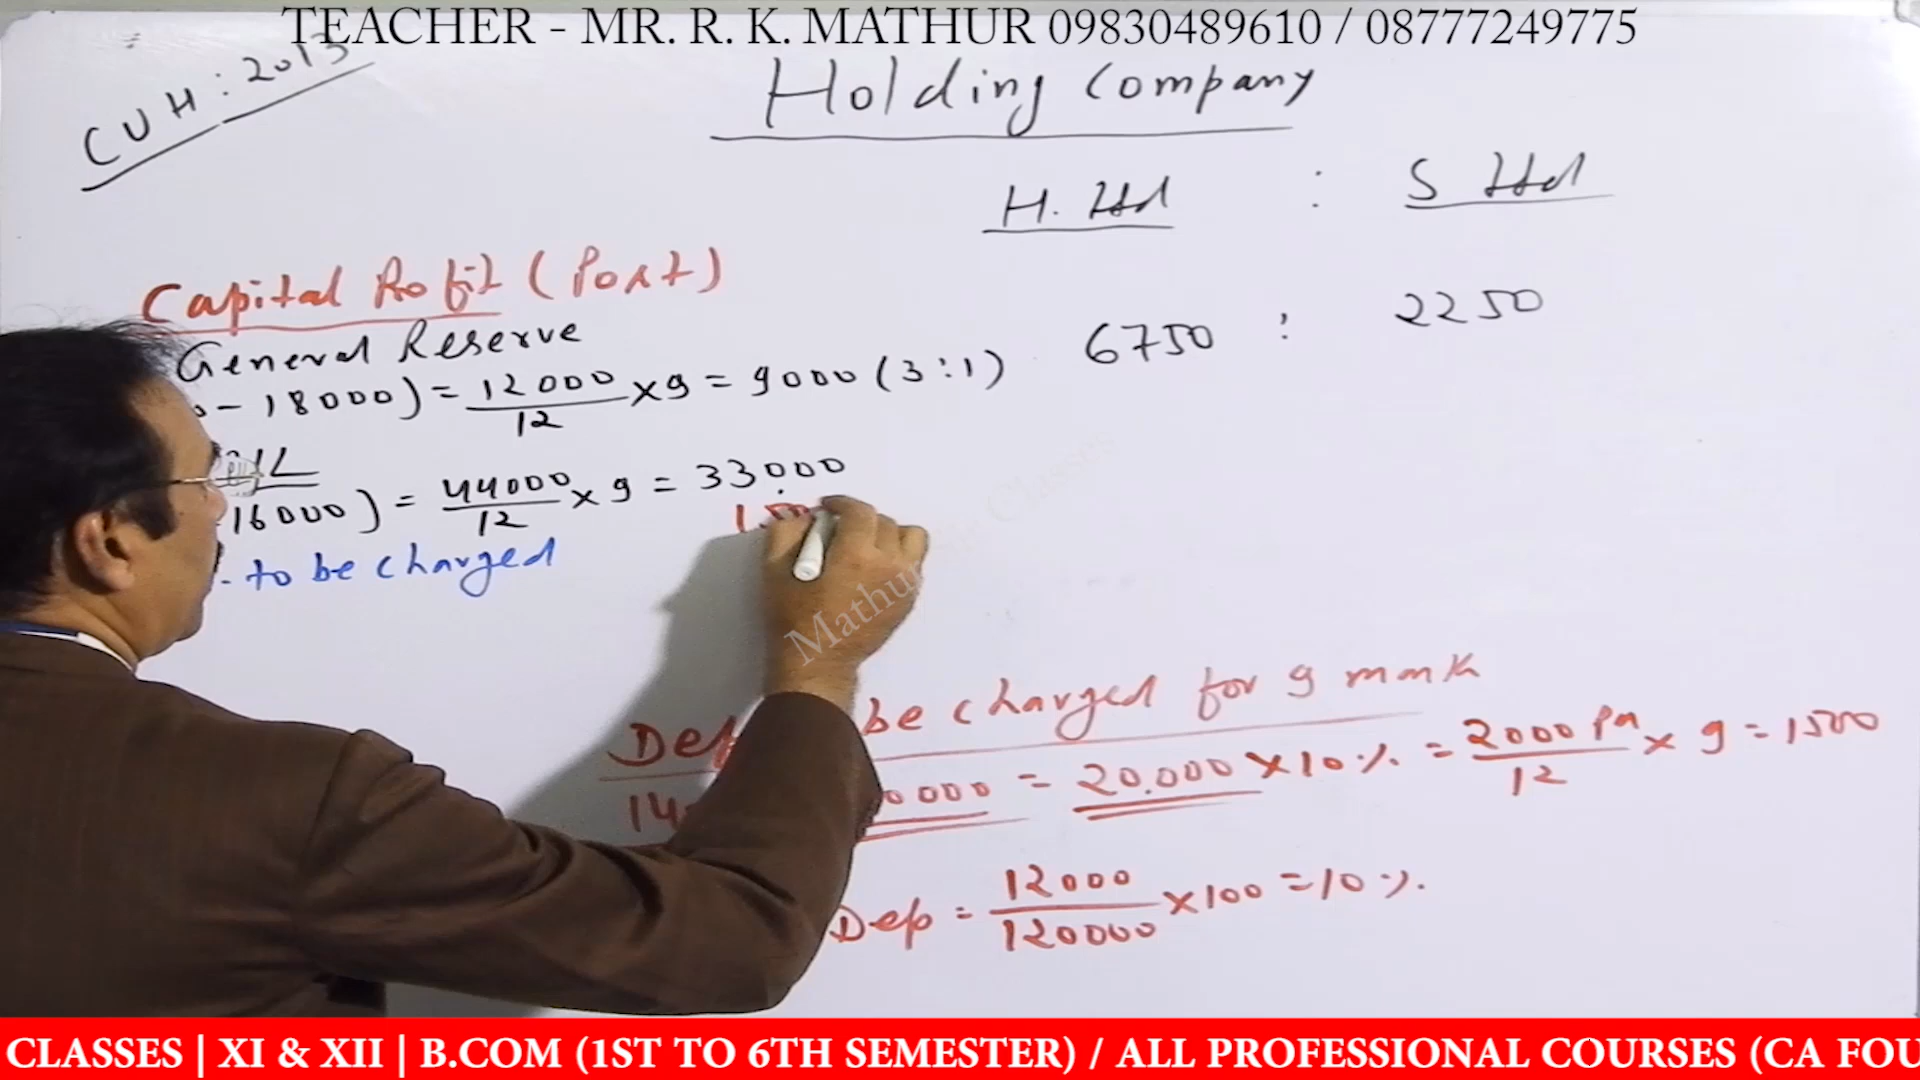 TEACHER - MR. R. K. MATHUR 09830489610 / 08777249775
CUH : 2013
Holding Company
H. Ltd : S Ltd
Capital Profit (Post)
General Reserve
- 18000) = 12000/12 x 9 = 9000 (3:1) 6750 : 2250
16000) = 44000/12 x 9 = 33000
- to be charged
be charged for 9 month
= 20.000 x 10% = 2000 Pa/12 x 9 = 1500
Dep = 12000/120000 x 100 = 10%
Mathur Classes
CLASSES | XI & XII | B.COM (1ST TO 6TH SEMESTER) / ALL PROFESSIONAL COURSES (CA FOU